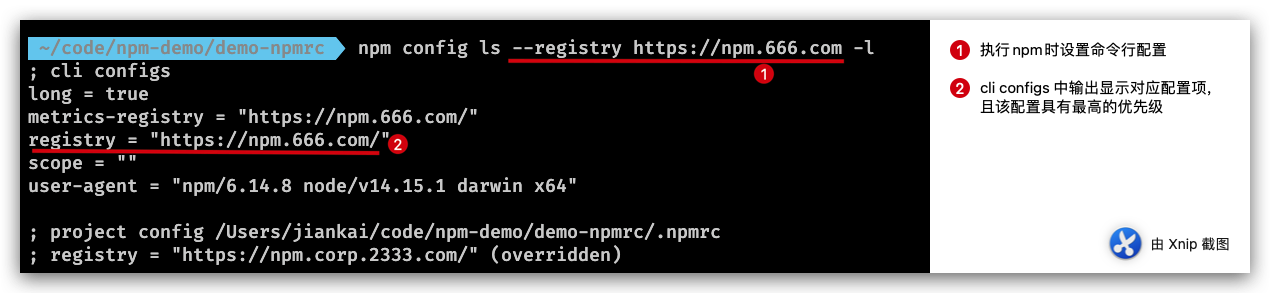 ~/code/npm-demo/demo-npmrc npm config ls --registry https://npm.666.com -l
1
; cli configs
long = true
metrics-registry = "https://npm.666.com/"
registry = "https://npm.666.com/"
2
scope = ""
user-agent = "npm/6.14.8 node/v14.15.1 darwin x64"
; project config /Users/jiankai/code/npm-demo/demo-npmrc/.npmrc
; registry = "https://npm.corp.2333.com/" (overridden)
1 执行npm时设置命令行配置
2 cli configs 中输出显示对应配置项,
且该配置具有最高的优先级
由 Xnip 截图